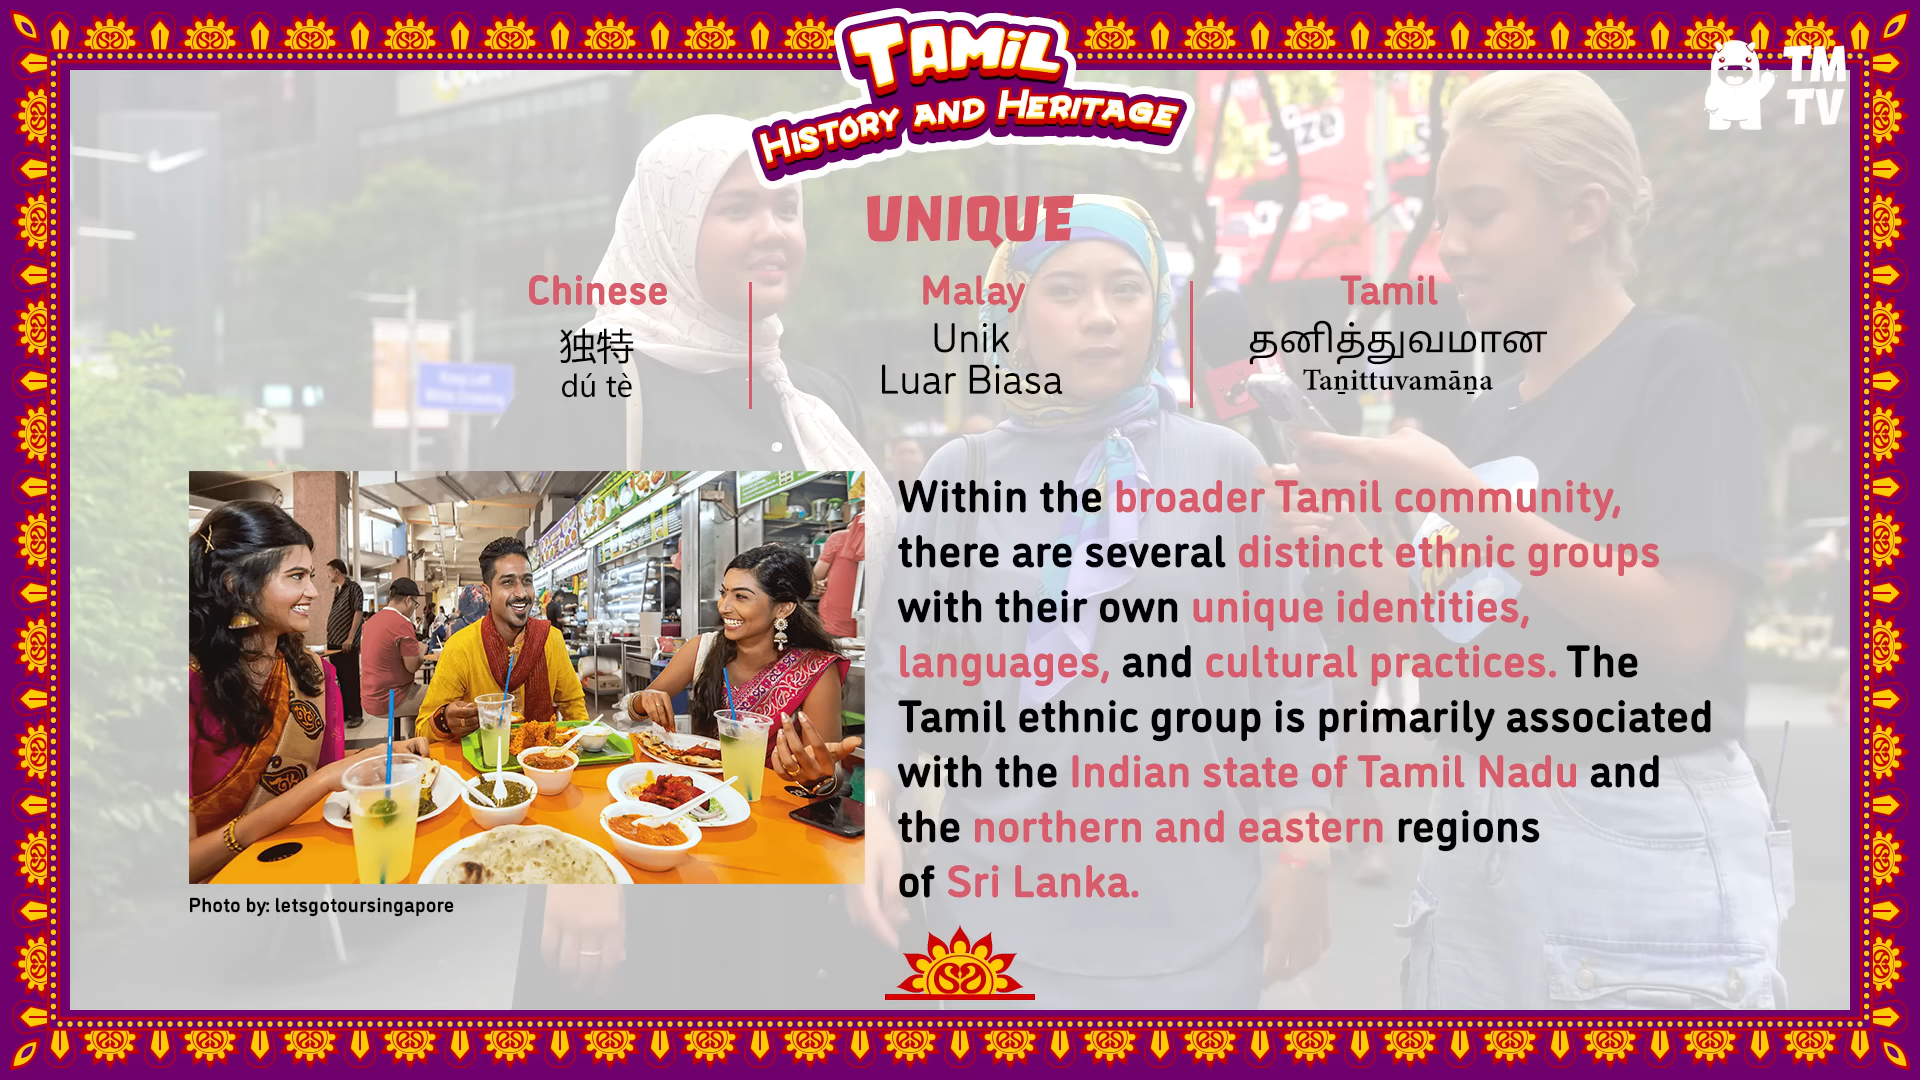 TAMIL
HISTORY AND HERITAGE
TM
TV
UNIQUE
Chinese
独特
dú tè
Malay
Unik
Luar Biasa
Tamil
தனித்துவமான
Taṉittuvamāṉa
Within the broader Tamil community,
there are several distinct ethnic groups
with their own unique identities,
languages, and cultural practices. The
Tamil ethnic group is primarily associated
with the Indian state of Tamil Nadu and
the northern and eastern regions
of Sri Lanka.
Photo by: letsgotoursingapore